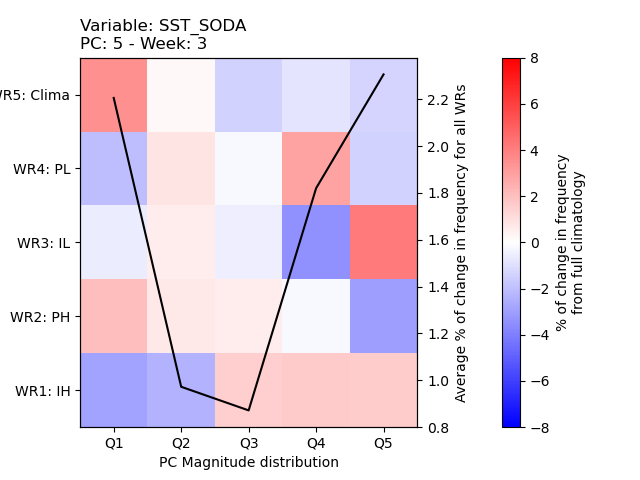 Variable: SST_SODA
PC: 5 - Week: 3
WR5: Clima
WR4: PL
WR3: IL
WR2: PH
WR1: IH
Q1 Q2 Q3 Q4 Q5
PC Magnitude distribution
2.2
2.0
1.8
1.6
1.4
1.2
1.0
0.8
Average % of change in frequency for all WRs
8
6
4
2
0
−2
−4
−6
−8
% of change in frequency
from full climatology